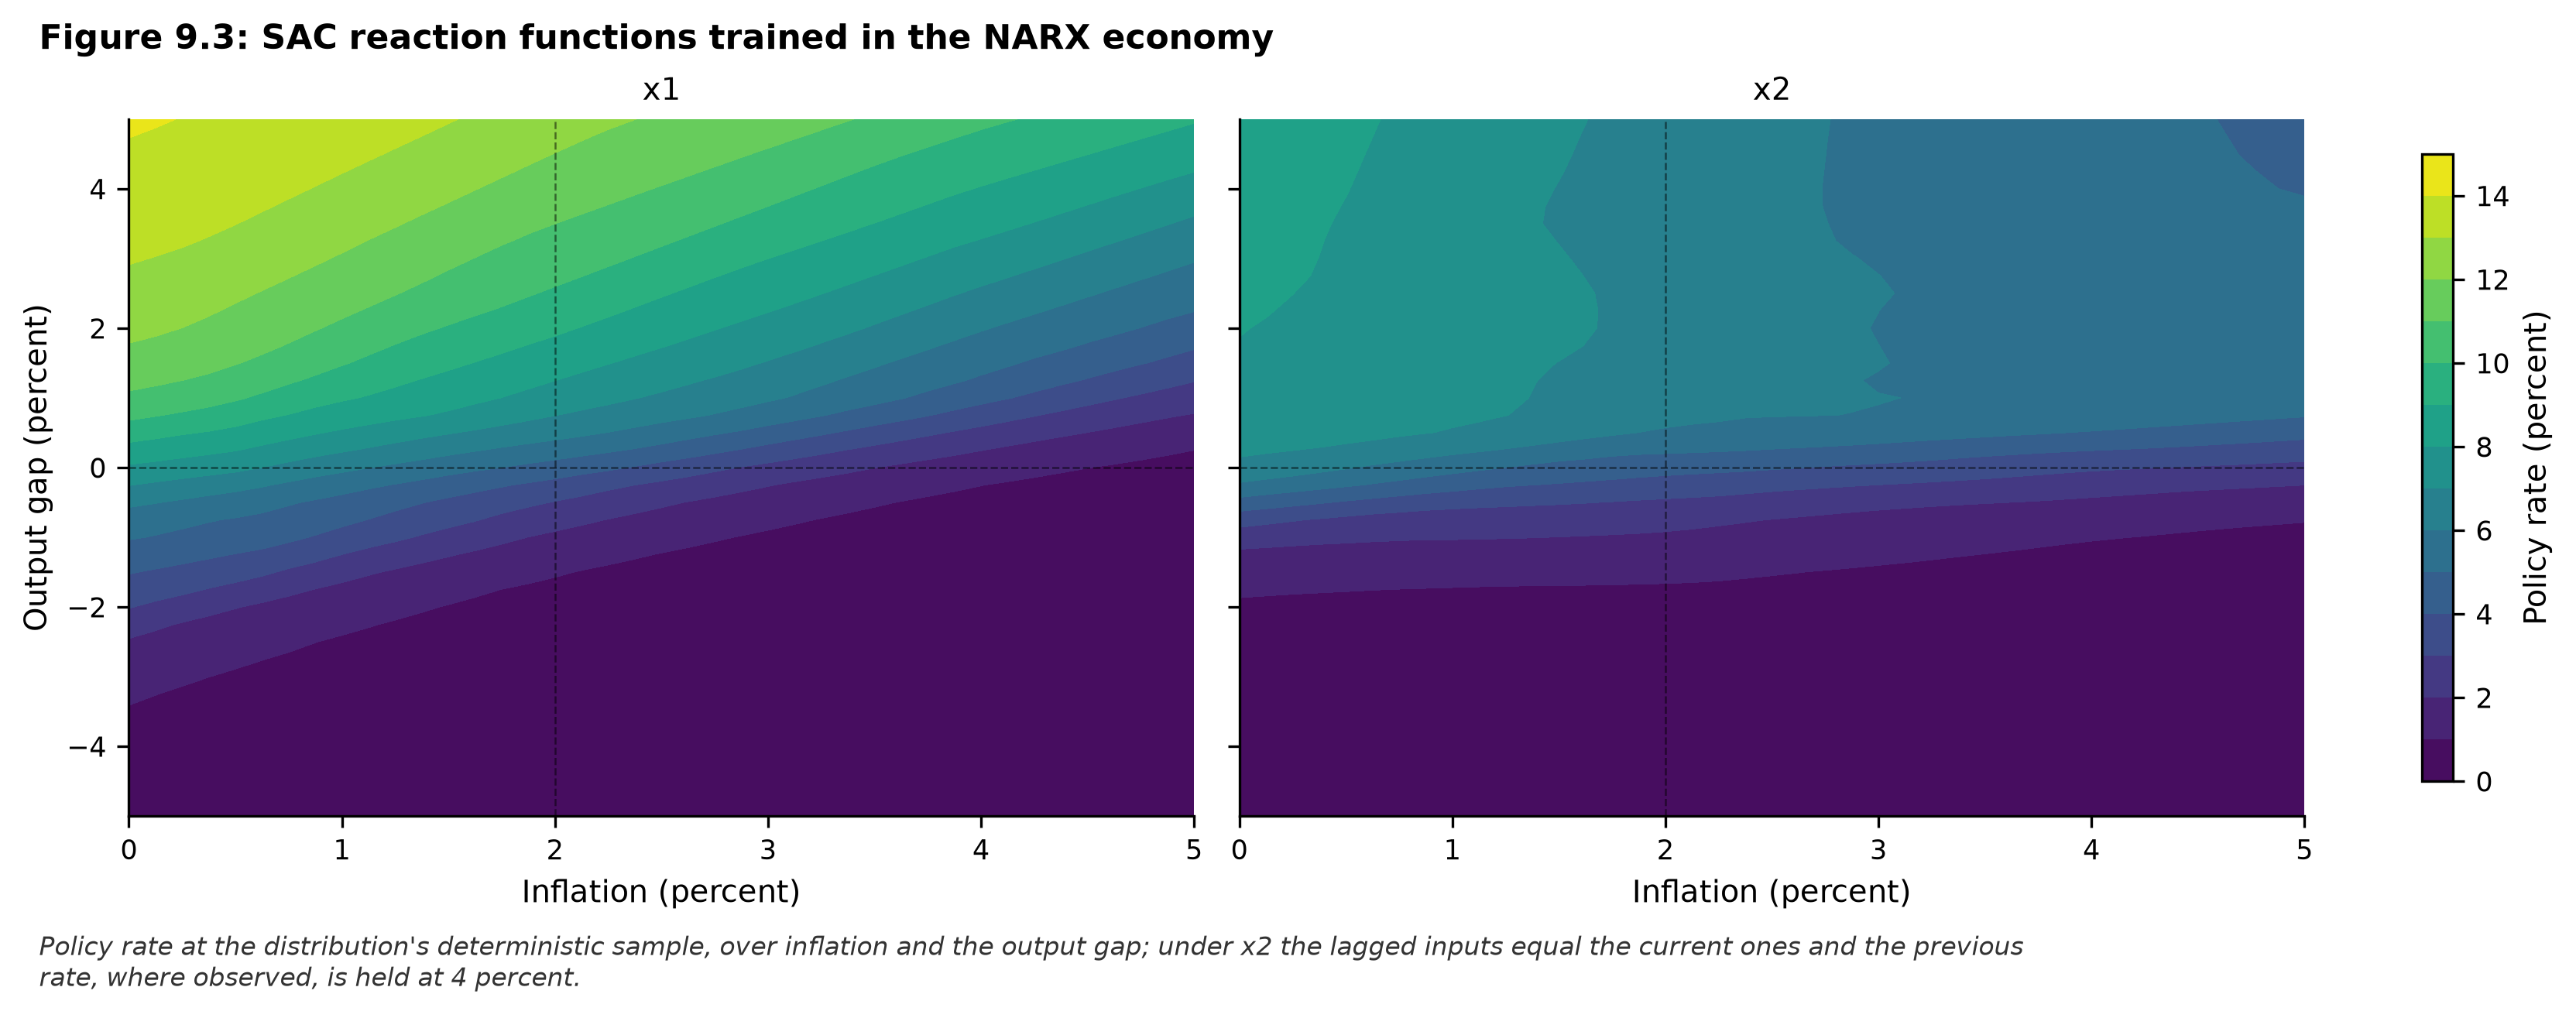 Figure 9.3: SAC reaction functions trained in the NARX economy
x1
x2
Output gap (percent)
4
2
0
−2
−4
0 1 2 3 4 5
0 1 2 3 4 5
Inflation (percent)
Inflation (percent)
14
12
10
8
6
4
2
0
Policy rate (percent)
Policy rate at the distribution's deterministic sample, over inflation and the output gap; under x2 the lagged inputs equal the current ones and the previous
rate, where observed, is held at 4 percent.